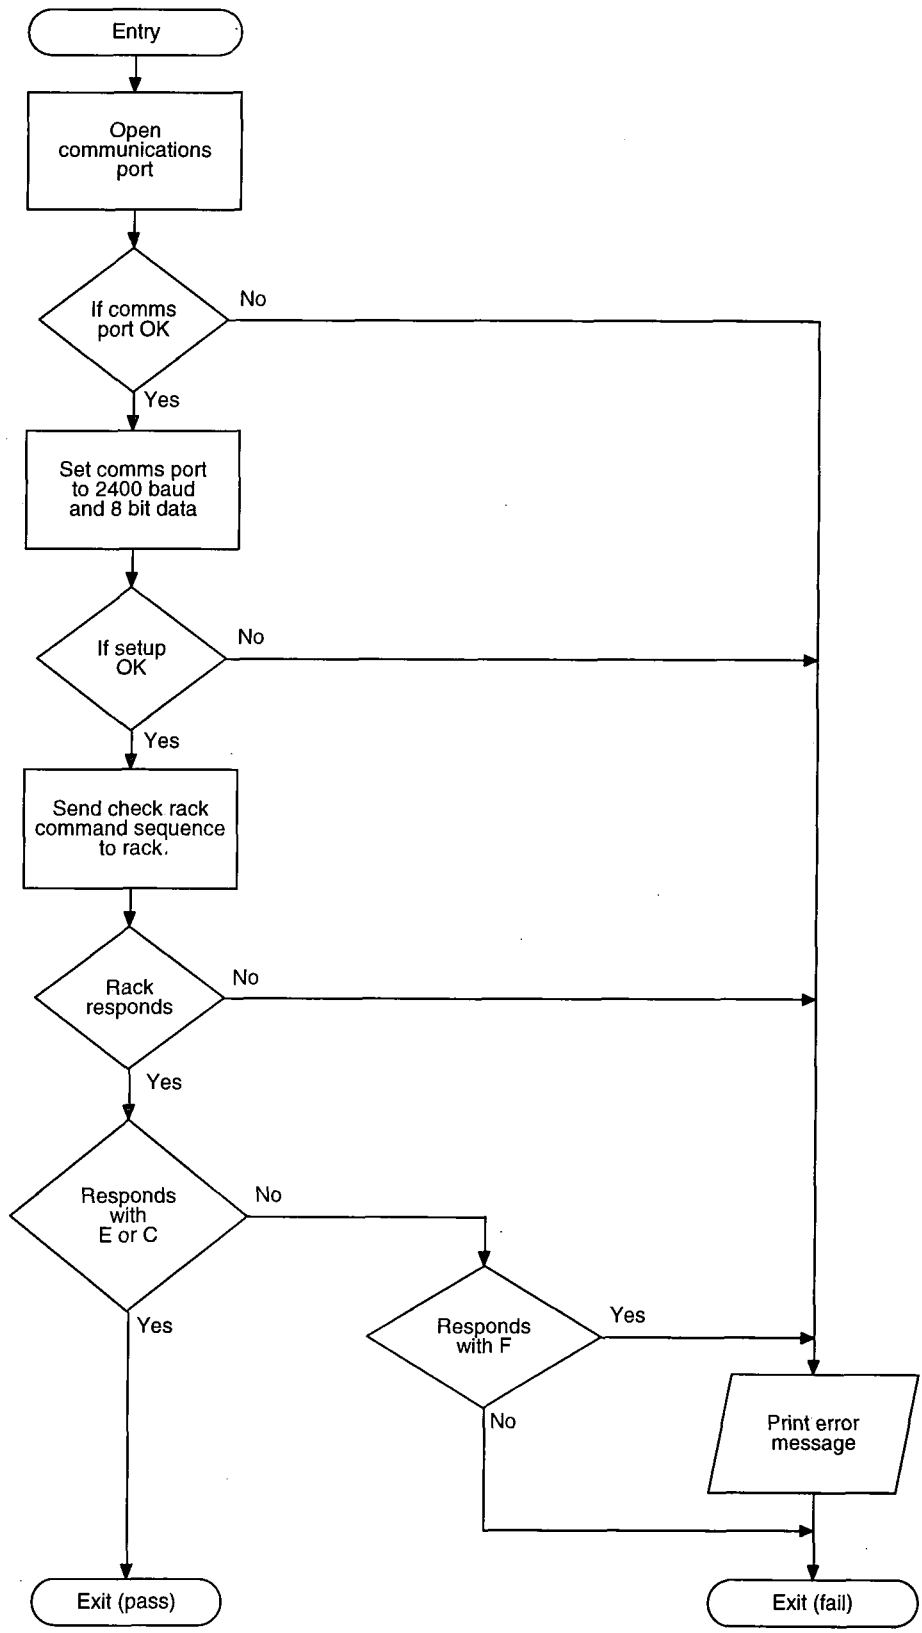 Entry
Open
communications
port
If comms
port OK
No
Yes
Set comms port
to 2400 baud
and 8 bit data
If setup
OK
No
Yes
Send check rack
command sequence
to rack.
Rack
responds
No
Yes
Responds
with
E or C
No
Yes
Responds
with F
Yes
No
Print error
message
Exit (pass)
Exit (fail)